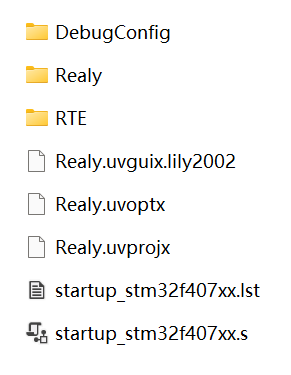 DebugConfig
Realy
RTE
Realy.uvguix.lily2002
Realy.uvoptx
Realy.uvprojx
startup_stm32f407xx.lst
startup_stm32f407xx.s